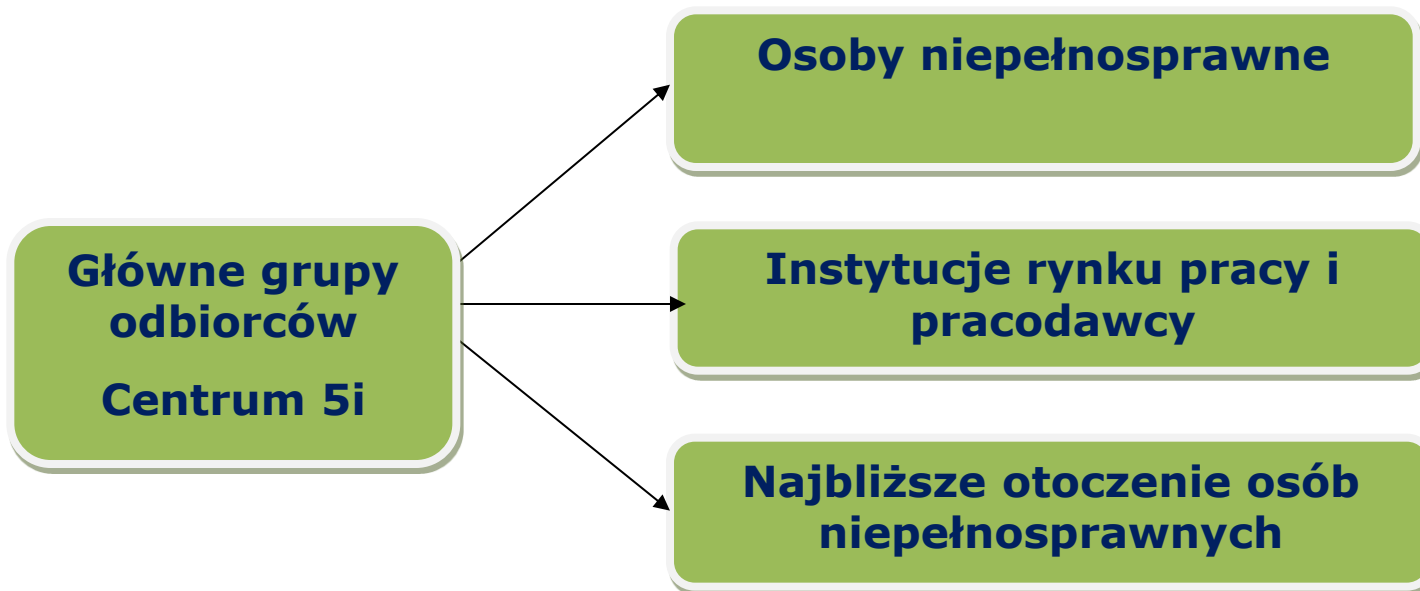 Główne grupy
odbiorców
Centrum 5i
Osoby niepełnosprawne
Instytucje rynku pracy i
pracodawcy
Najbliższe otoczenie osób
niepełnosprawnych